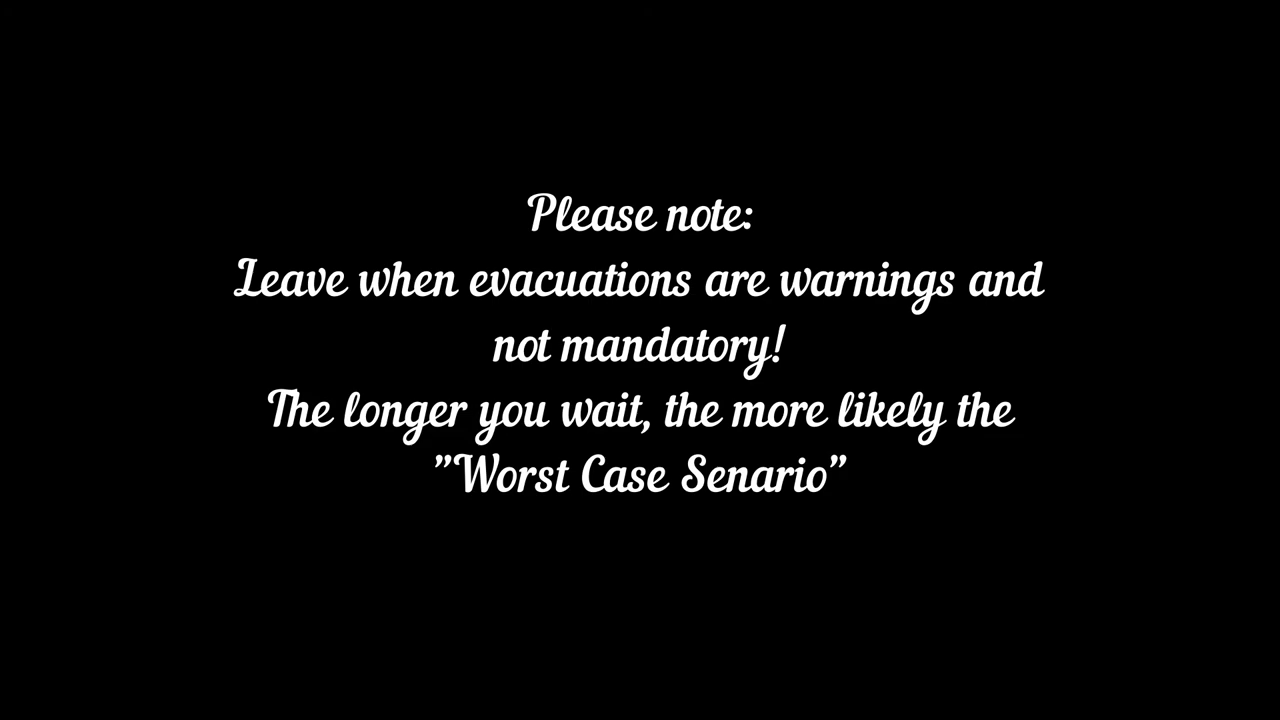 Please note:
Leave when evacuations are warnings and
not mandatory!
The longer you wait, the more likely the
"Worst Case Senario"